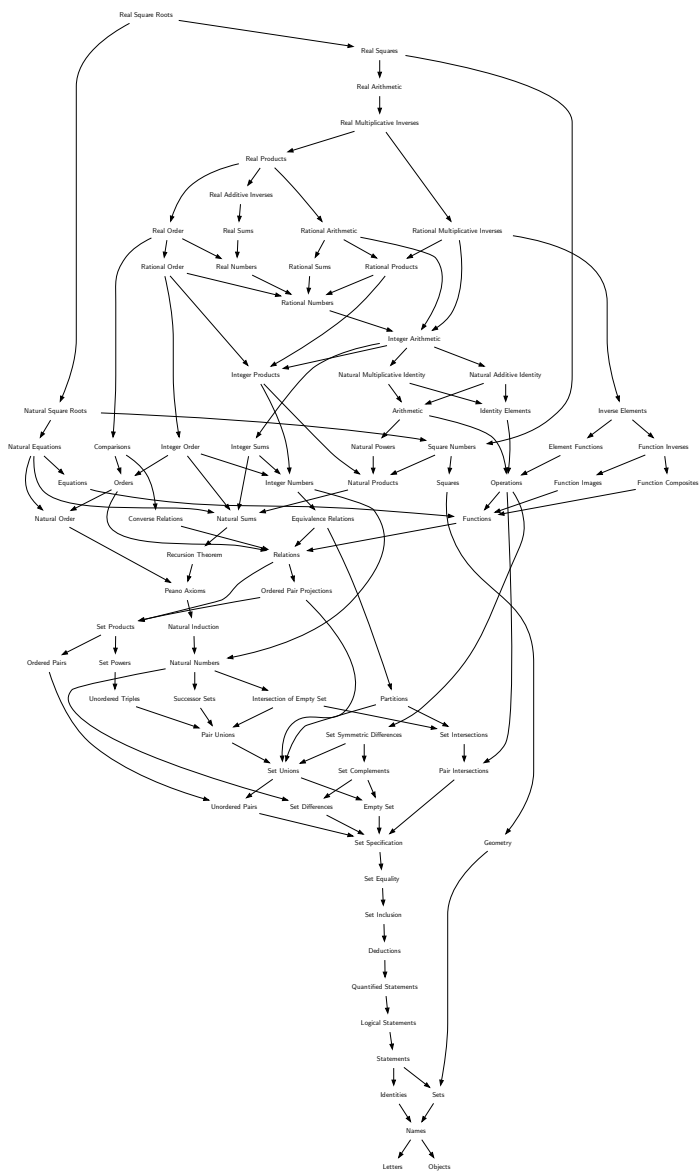 Real Square Roots
Real Squares
Real Arithmetic
Real Multiplicative Inverses
Real Products
Real Additive Inverses
Real Order
Real Sums
Rational Arithmetic
Rational Multiplicative Inverses
Rational Order
Real Numbers
Rational Sums
Rational Products
Rational Numbers
Integer Arithmetic
Integer Products
Natural Multiplicative Identity
Natural Additive Identity
Natural Square Roots
Arithmetic
Identity Elements
Inverse Elements
Natural Equations
Comparisons
Integer Order
Integer Sums
Natural Powers
Square Numbers
Element Functions
Function Inverses
Equations
Orders
Integer Numbers
Natural Products
Squares
Operations
Function Images
Function Composites
Natural Order
Converse Relations
Natural Sums
Equivalence Relations
Functions
Recursion Theorem
Relations
Peano Axioms
Ordered Pair Projections
Set Products
Natural Induction
Ordered Pairs
Set Powers
Natural Numbers
Unordered Triples
Successor Sets
Intersection of Empty Set
Partitions
Pair Unions
Set Symmetric Differences
Set Intersections
Set Unions
Set Complements
Pair Intersections
Unordered Pairs
Set Differences
Empty Set
Set Specification
Geometry
Set Equality
Set Inclusion
Deductions
Quantified Statements
Logical Statements
Statements
Identities
Sets
Names
Letters
Objects